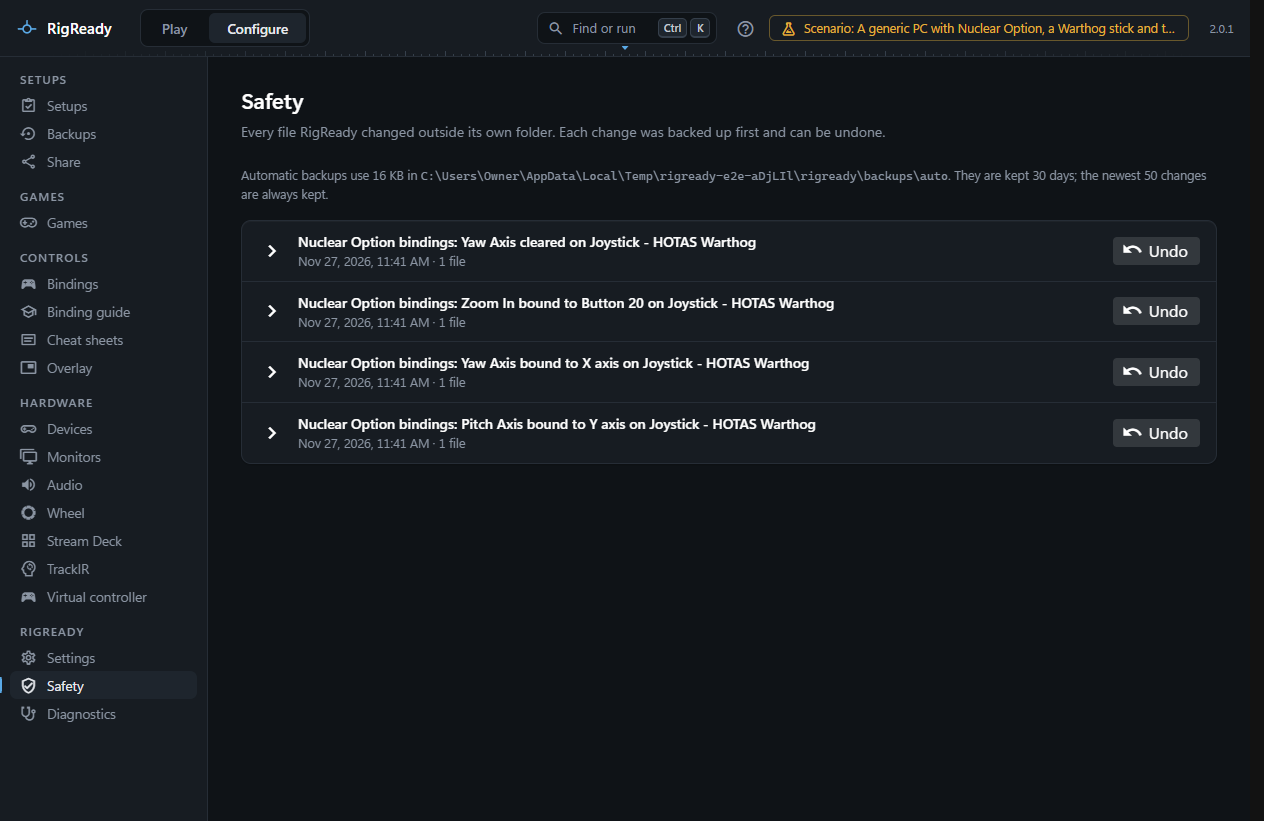 RigReady
Play
Configure
Find or run
Ctrl
K
Scenario: A generic PC with Nuclear Option, a Warthog stick and t...
2.0.1
SETUPS
Setups
Backups
Share
GAMES
Games
CONTROLS
Bindings
Binding guide
Cheat sheets
Overlay
HARDWARE
Devices
Monitors
Audio
Wheel
Stream Deck
TrackIR
Virtual controller
RIGREADY
Settings
Safety
Diagnostics
Safety
Every file RigReady changed outside its own folder. Each change was backed up first and can be undone.
Automatic backups use 16 KB in C:\Users\Owner\AppData\Local\Temp\rigready-e2e-aDjLIl\rigready\backups\auto. They are kept 30 days; the newest 50 changes
are always kept.
Nuclear Option bindings: Yaw Axis cleared on Joystick - HOTAS Warthog
Nov 27, 2026, 11:41 AM · 1 file
Undo
Nuclear Option bindings: Zoom In bound to Button 20 on Joystick - HOTAS Warthog
Nov 27, 2026, 11:41 AM · 1 file
Undo
Nuclear Option bindings: Yaw Axis bound to X axis on Joystick - HOTAS Warthog
Nov 27, 2026, 11:41 AM · 1 file
Undo
Nuclear Option bindings: Pitch Axis bound to Y axis on Joystick - HOTAS Warthog
Nov 27, 2026, 11:41 AM · 1 file
Undo